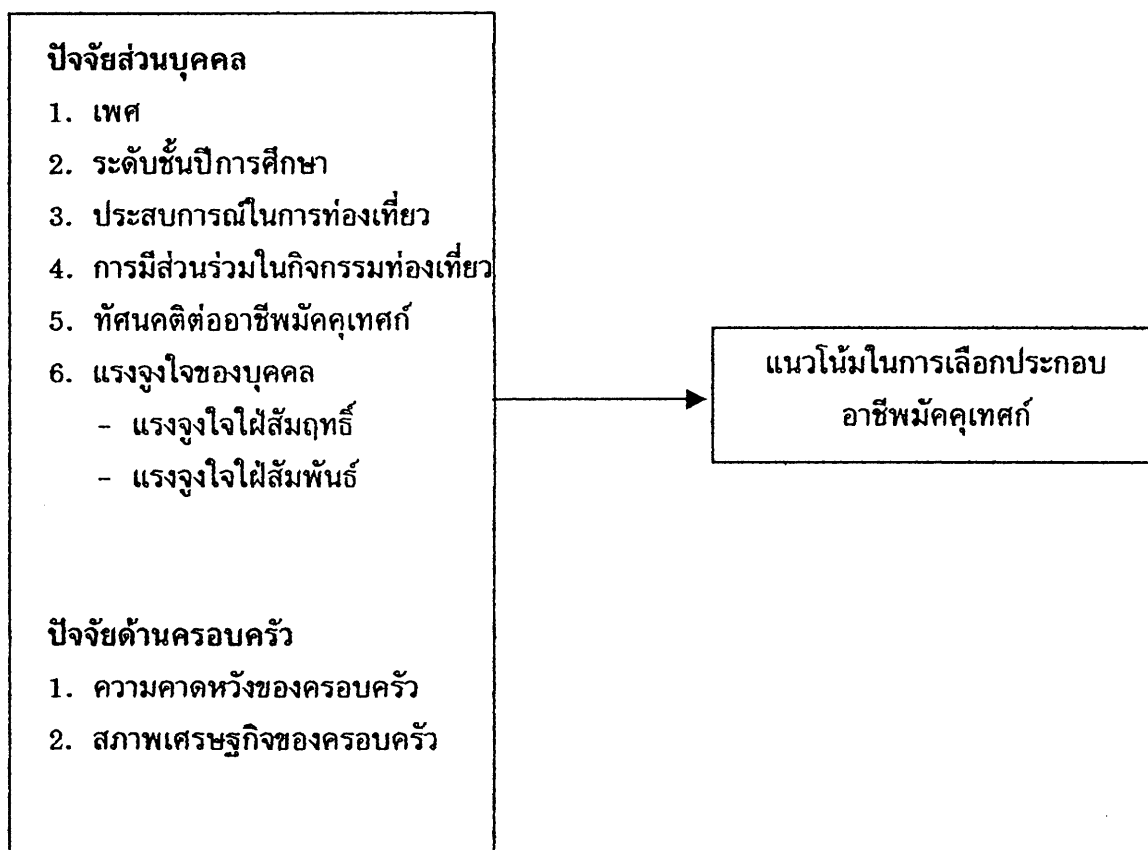 ปัจจัยส่วนบุคคล
1. เพศ
2. ระดับชั้นปีการศึกษา
3. ประสบการณ์ในการท่องเที่ยว
4. การมีส่วนร่วมในกิจกรรมท่องเที่ยว
5. ทัศนคติต่ออาชีพมัคคุเทศก์
6. แรงจูงใจของบุคคล
- แรงจูงใจใฝ่สัมฤทธิ์
- แรงจูงใจใฝ่สัมพันธ์
ปัจจัยด้านครอบครัว
1. ความคาดหวังของครอบครัว
2. สภาพเศรษฐกิจของครอบครัว
แนวโน้มในการเลือกประกอบ
อาชีพมัคคุเทศก์